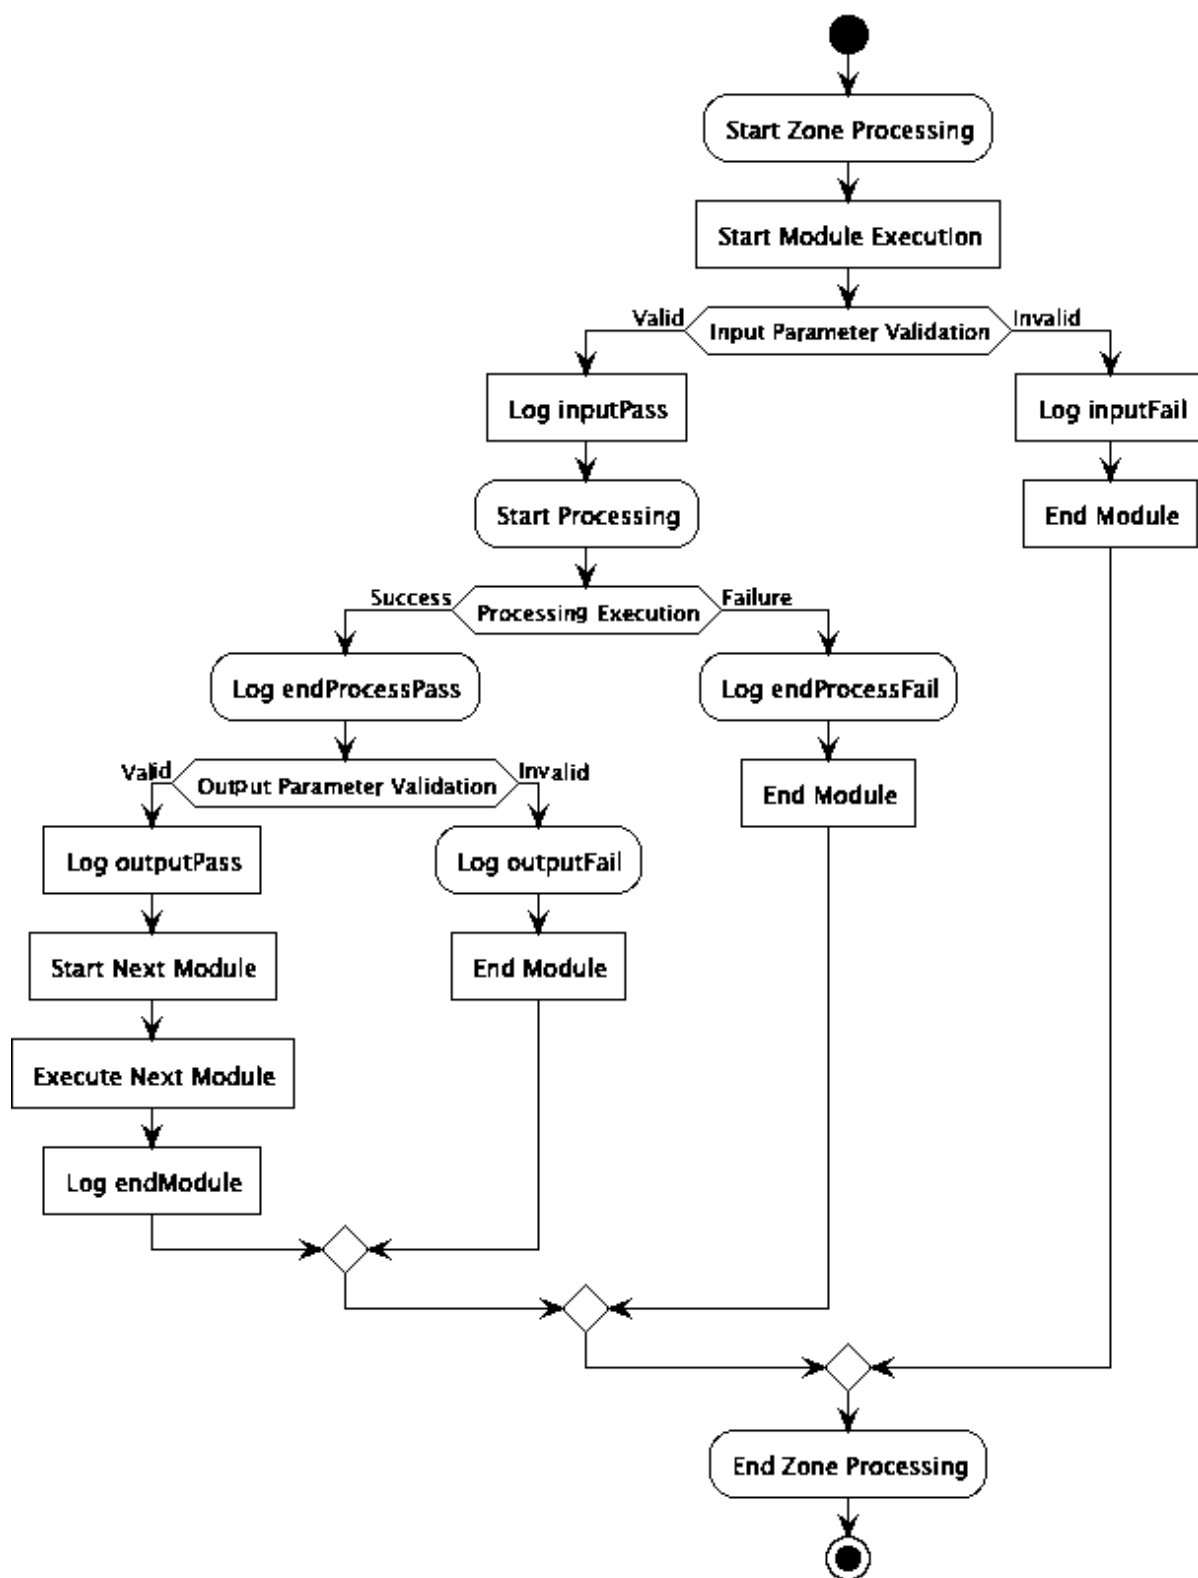 Start Zone Processing
Start Module Execution
Valid
Input Parameter Validation
Invalid
Log inputPass
Log inputFail
Start Processing
End Module
Success
Processing Execution
Failure
Log endProcessPass
Log endProcessFail
Valid
Output Parameter Validation
Invalid
End Module
Log outputPass
Log outputFail
Start Next Module
End Module
Execute Next Module
Log endModule
End Zone Processing